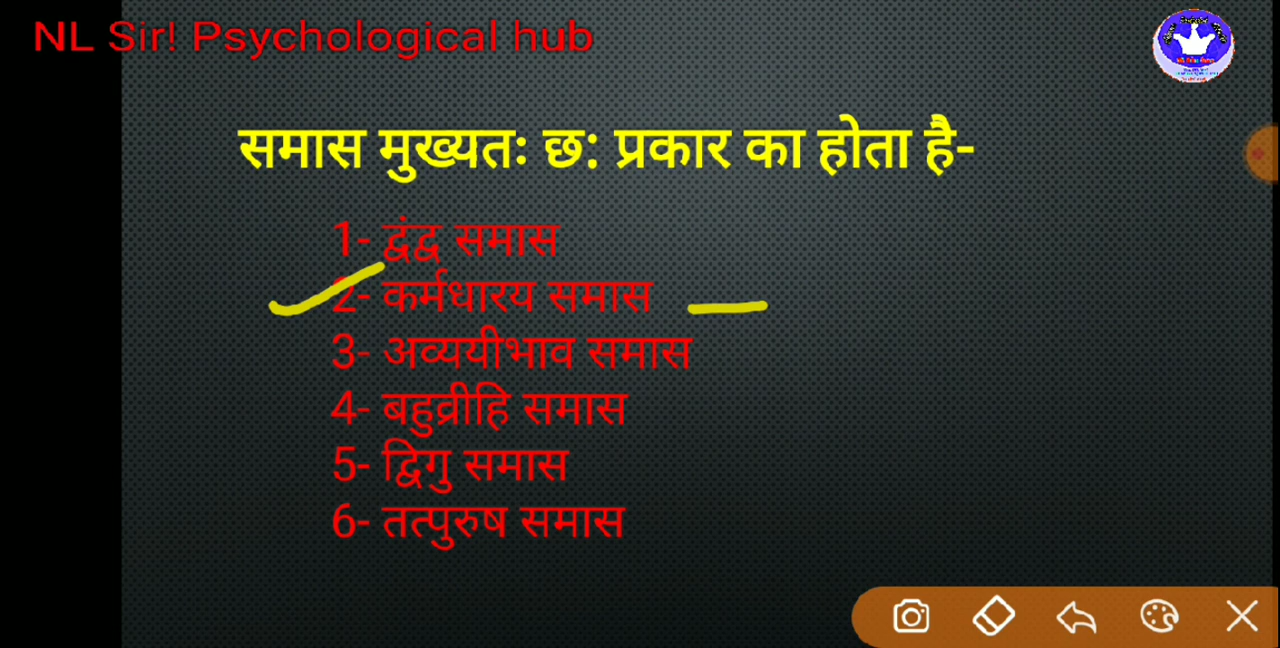 NL Sir! Psychological hub
समास मुख्यतः छ: प्रकार का होता है-
1- द्वंद्व समास
2- कर्मधारय समास
3- अव्ययीभाव समास
4- बहुव्रीहि समास
5- द्विगु समास
6- तत्पुरुष समास